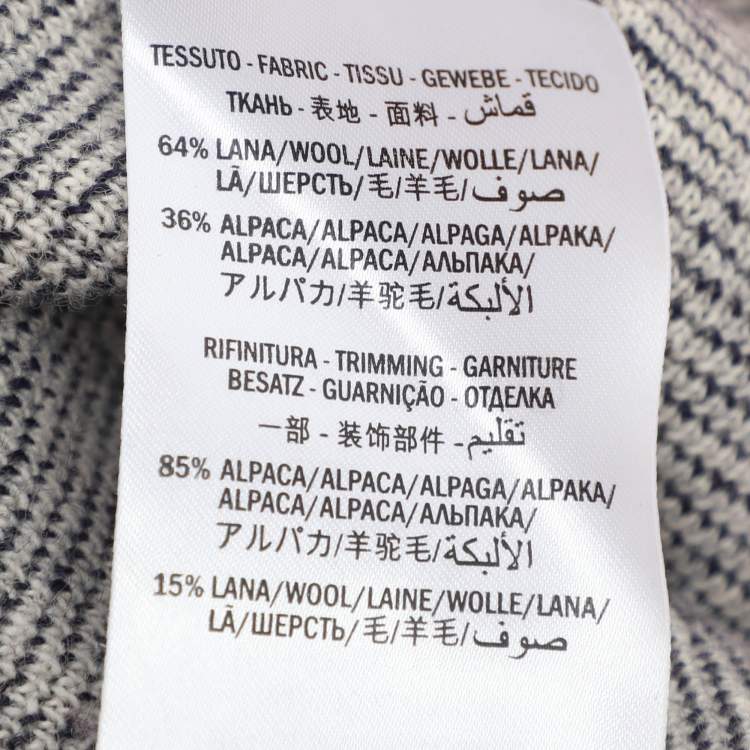 TESSUTO - FABRIC - TISSU - GEWEBE - TECIDO
ТКАНЬ - 表地 - 面料 - قماش
64% LANA/WOOL/LAINE/WOLLE/LANA/
LÃ/ШЕРСТЬ/毛/羊毛/صوف
36% ALPACA/ALPACA/ALPAGA/ALPAKA/
ALPACA/ALPACA/АЛЬПАКА/
アルパカ/羊驼毛/الألبكة
RIFINITURA - TRIMMING - GARNITURE
BESATZ - GUARNIÇÃO - ОТДЕЛКА
一部 - 装饰部件 - تقليم
85% ALPACA/ALPACA/ALPAGA/ALPAKA/
ALPACA/ALPACA/АЛЬПАКА/
アルパカ/羊驼毛/الألبكة
15% LANA/WOOL/LAINE/WOLLE/LANA/
LÃ/ШЕРСТЬ/毛/羊毛/صوف